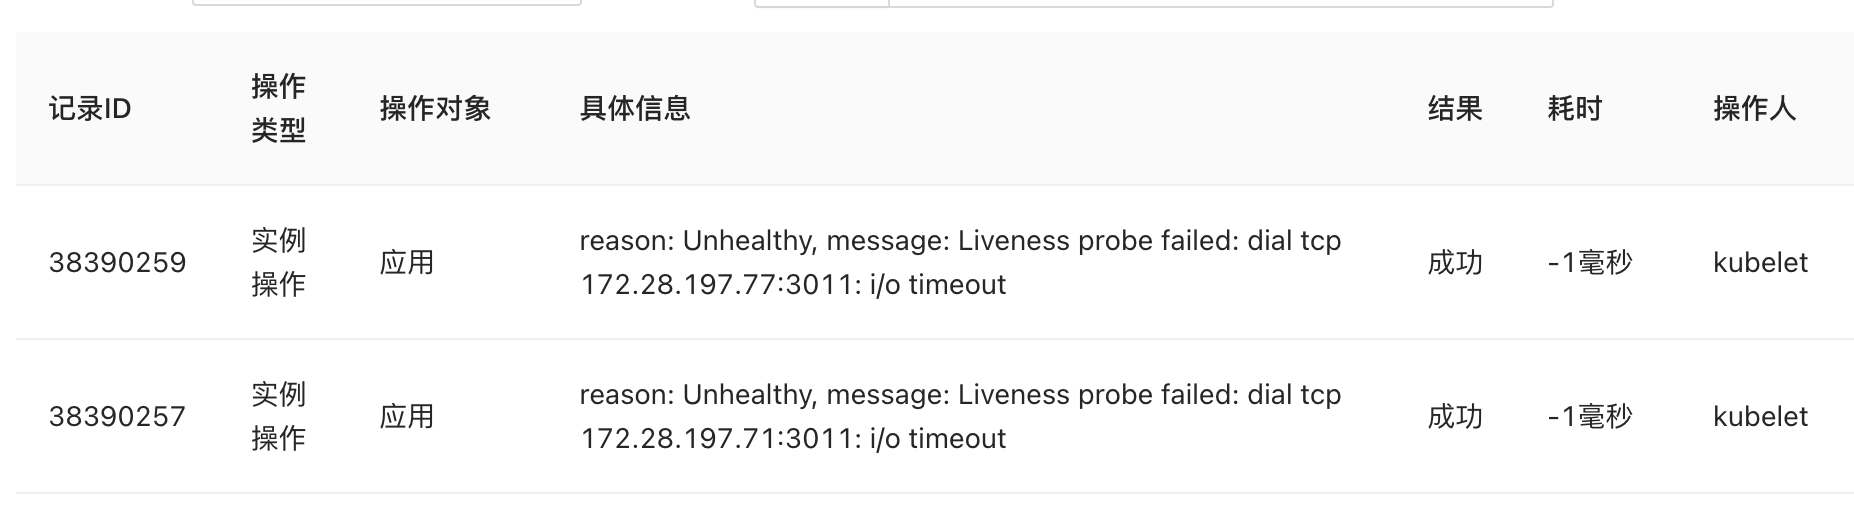 记录ID
操作
类型
操作对象
具体信息
结果
耗时
操作人
38390259
实例
操作
应用
reason: Unhealthy, message: Liveness probe failed: dial tcp
172.28.197.77:3011: i/o timeout
成功
-1毫秒
kubelet
38390257
实例
操作
应用
reason: Unhealthy, message: Liveness probe failed: dial tcp
172.28.197.71:3011: i/o timeout
成功
-1毫秒
kubelet